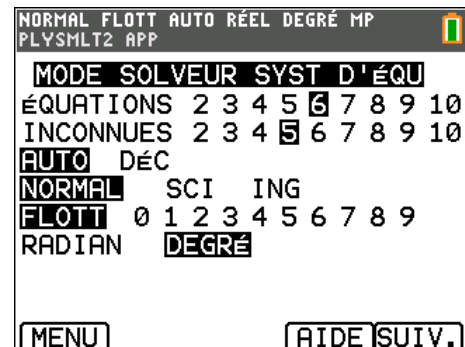 NORMAL FLOTT AUTO RÉEL DEGRÉ MP
PLYSMLT2 APP
MODE SOLVEUR SYST D'éQU
éQUATIONS 2 3 4 5 6 7 8 9 10
INCONNUES 2 3 4 5 6 7 8 9 10
AUTO DéC
NORMAL SCI ING
FLOTT 0 1 2 3 4 5 6 7 8 9
RADIAN DEGRé
MENU AIDE SUIV.